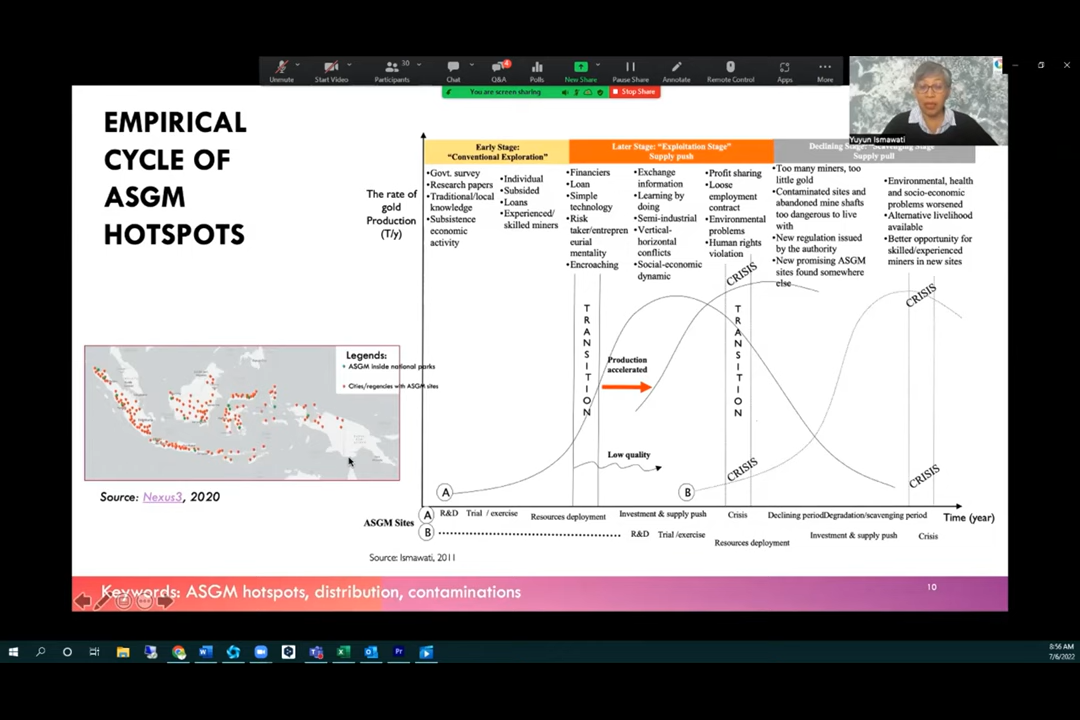 Unmute
Start Video
Participants
30
Chat
Q&A
4
Polls
New Share
Pause Share
Annotate
Remote Control
Apps
More
You are screen sharing
Stop Share
Yuyun Ismawati
EMPIRICAL
CYCLE OF
ASGM
HOTSPOTS
The rate of
gold
Production
(T/y)
Early Stage:
"Conventional Exploration"
Later Stage: "Exploitation Stage"
Supply push
Declining Stage: "Scavenging Stage"
Supply pull
•Govt. survey
•Research papers
•Traditional/local
knowledge
•Subsistence
economic
activity
•Individual
•Subsided
•Loans
•Experienced/
skilled miners
•Financiers
•Loan
•Simple
technology
•Risk
taker/entrepren
eurial
mentality
•Encroaching
•Exchange
information
•Learning by
doing
•Semi-industrial
•Vertical-
horizontal
conflicts
•Social-economic
dynamic
•Profit sharing
•Loose
employment
contract
•Environmental
problems
•Human rights
violation
•Too many miners, too
little gold
•Contaminated sites and
abandoned mine shafts
too dangerous to live
with
•New regulation issued
by the authority
•New promising ASGM
sites found somewhere
else
•Environmental, health
and socio-economic
problems worsened
•Alternative livelihood
available
•Better opportunity for
skilled/experienced
miners in new sites
CRISIS
CRISIS
TRANSITION
TRANSITION
Production
accelerated
Low quality
CRISIS
CRISIS
A
B
Legends:
• ASGM inside national parks
• Cities/regencies with ASGM sites
Source: Nexus3, 2020
ASGM Sites
A
R&D
Trial / exercise
Resources deployment
Investment & supply push
Crisis
Declining period
Degradation/scavenging period
Time (year)
B
R&D
Trial /exercise
Resources deployment
Investment & supply push
Crisis
Source: Ismawati, 2011
Keywords: ASGM hotspots, distribution, contaminations
10
8:56 AM
7/6/2022